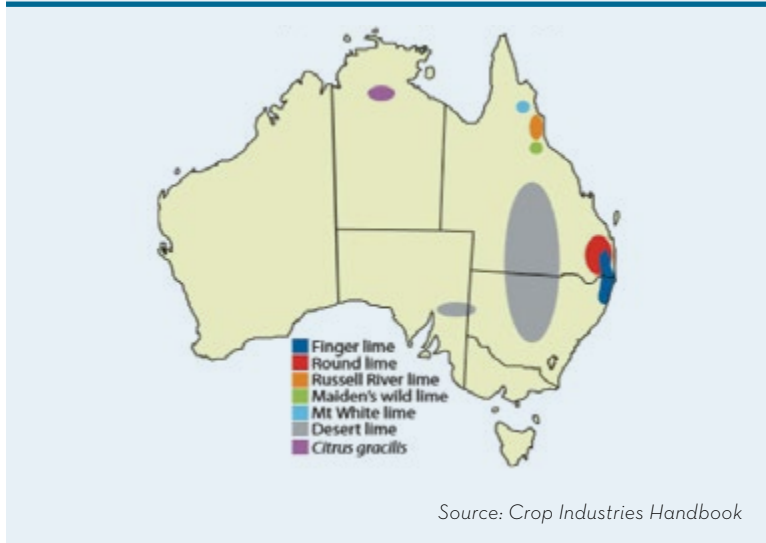 Finger lime
Round lime
Russell River lime
Maiden's wild lime
Mt White lime
Desert lime
Citrus gracilis
Source: Crop Industries Handbook